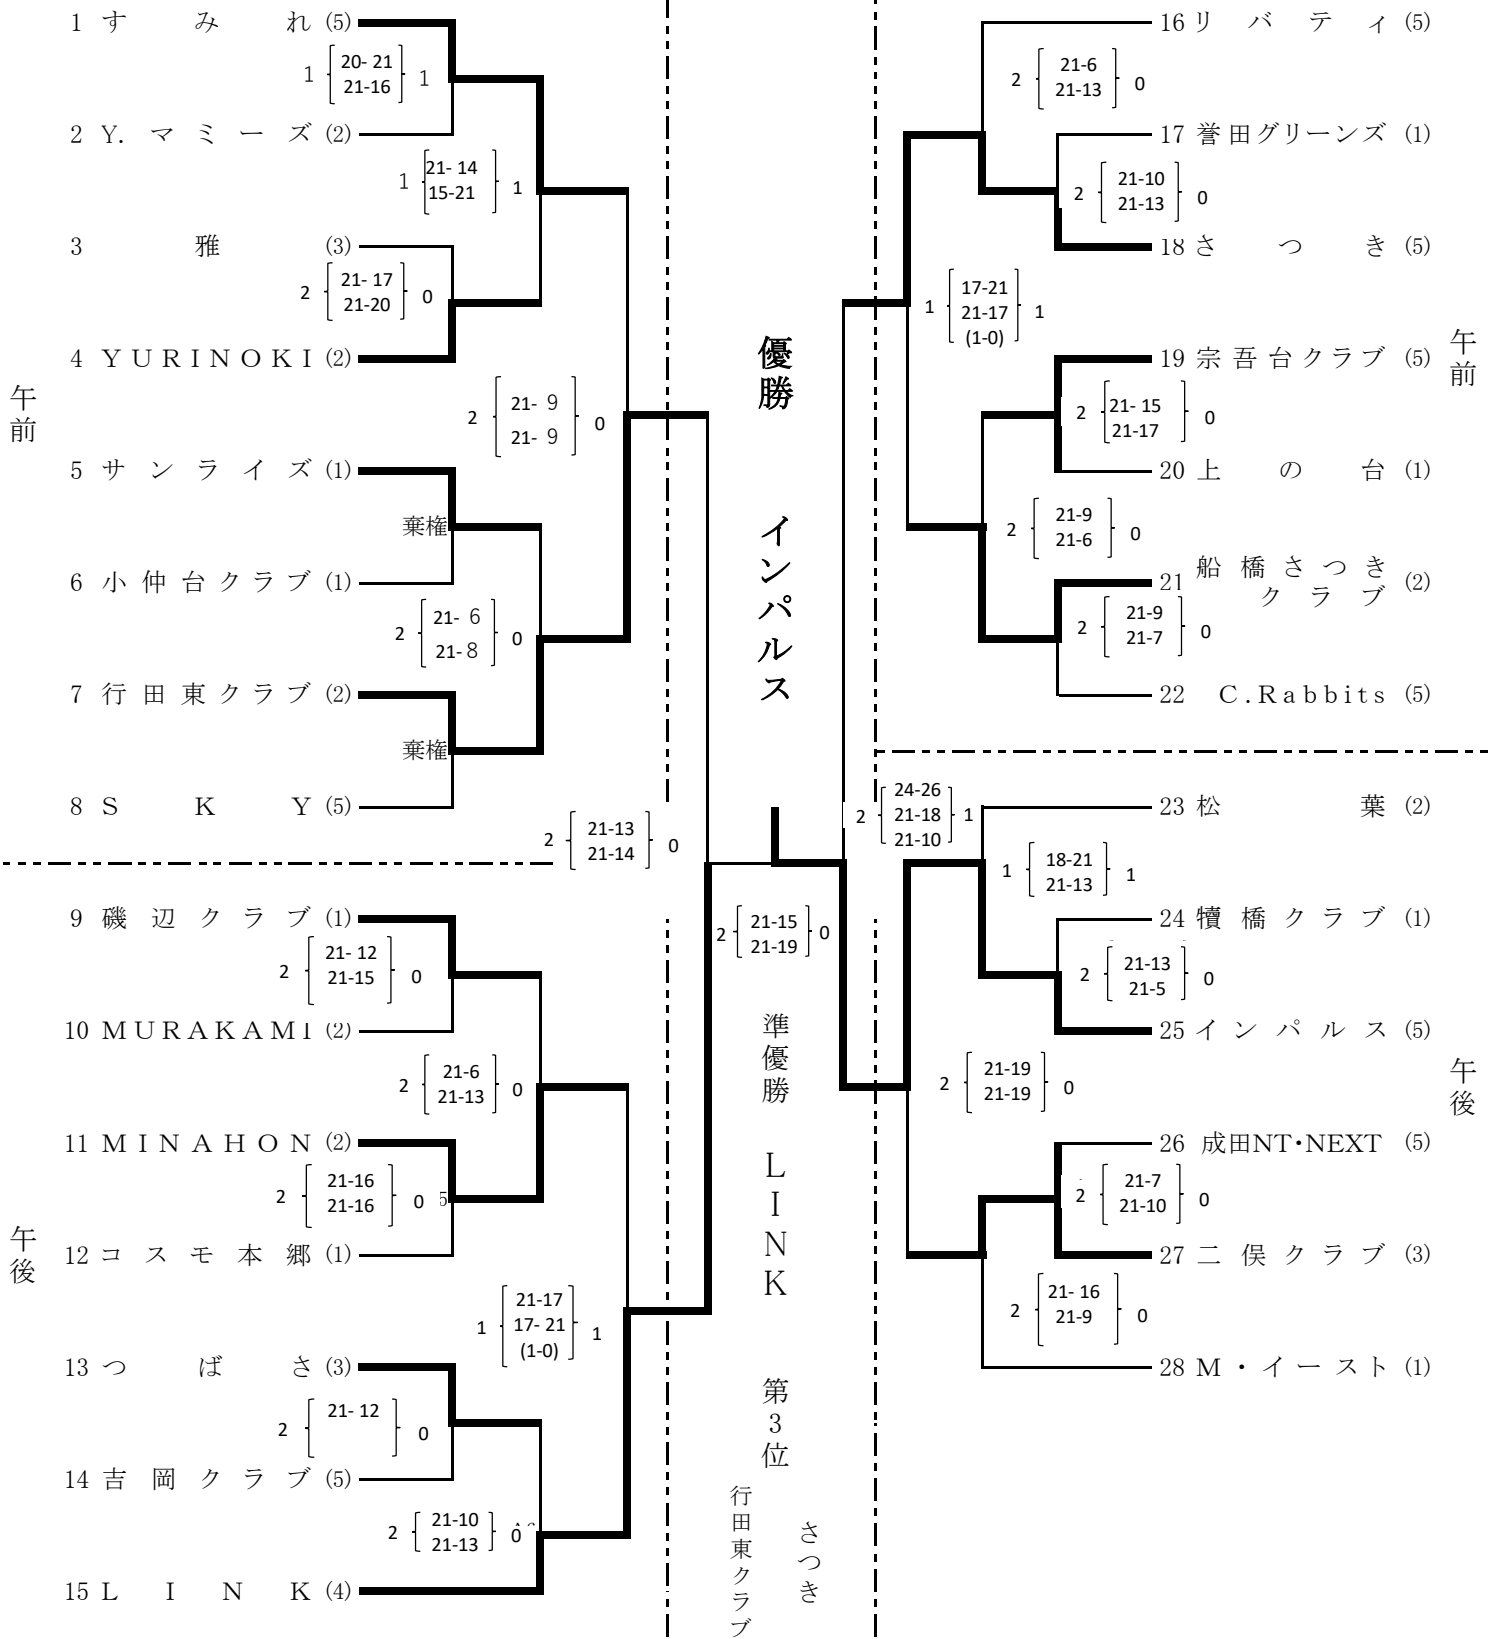 1 すみれ (5)
1 20- 21 1
21-16
2 Y. マミーズ (2)
1 21- 14 1
15-21
3 雅 (3)
2 21- 17 0
21-20
4 YURINOKI (2)
午前
2 21- 9 0
21- 9
5 サンライズ (1)
棄権
6 小仲台クラブ (1)
2 21- 6 0
21- 8
7 行田東クラブ (2)
棄権
8 SKY (5)
2 21-13 0
21-14
9 磯辺クラブ (1)
2 21- 12 0
21-15
10 MURAKAMI (2)
2 21-6 0
21-13
11 MINAHON (2)
2 21-16 0 5
21-16
12 コスモ本郷 (1)
午後
1 21-17 1
17- 21
(1-0)
13 つばさ (3)
2 21- 12 0
14 吉岡クラブ (5)
2 21-10 0
21-13
15 LINK (4)
優勝 インパルス
2 21-15 0
21-19
準優勝 LINK
第3位
さつき
行田東クラブ
16 リバティ (5)
2 21-6 0
21-13
17 誉田グリーンズ (1)
2 21-10 0
21-13
18 さつき (5)
1 17-21 1
21-17
(1-0)
午前
19 宗吾台クラブ (5)
2 21- 15 0
21-17
20 上の台 (1)
2 21-9 0
21-6
21 船橋さつき (2)
クラブ
2 21-9 0
21-7
22 C.Rabbits (5)
2 24-26 1
21-18
21-10
23 松葉 (2)
1 18-21 1
21-13
24 犢橋クラブ (1)
2 21-13 0
21-5
25 インパルス (5)
2 21-19 0
21-19
午後
26 成田NT・NEXT (5)
2 21-7 0
21-10
27 二俣クラブ (3)
2 21- 16 0
21-9
28 M・イースト (1)